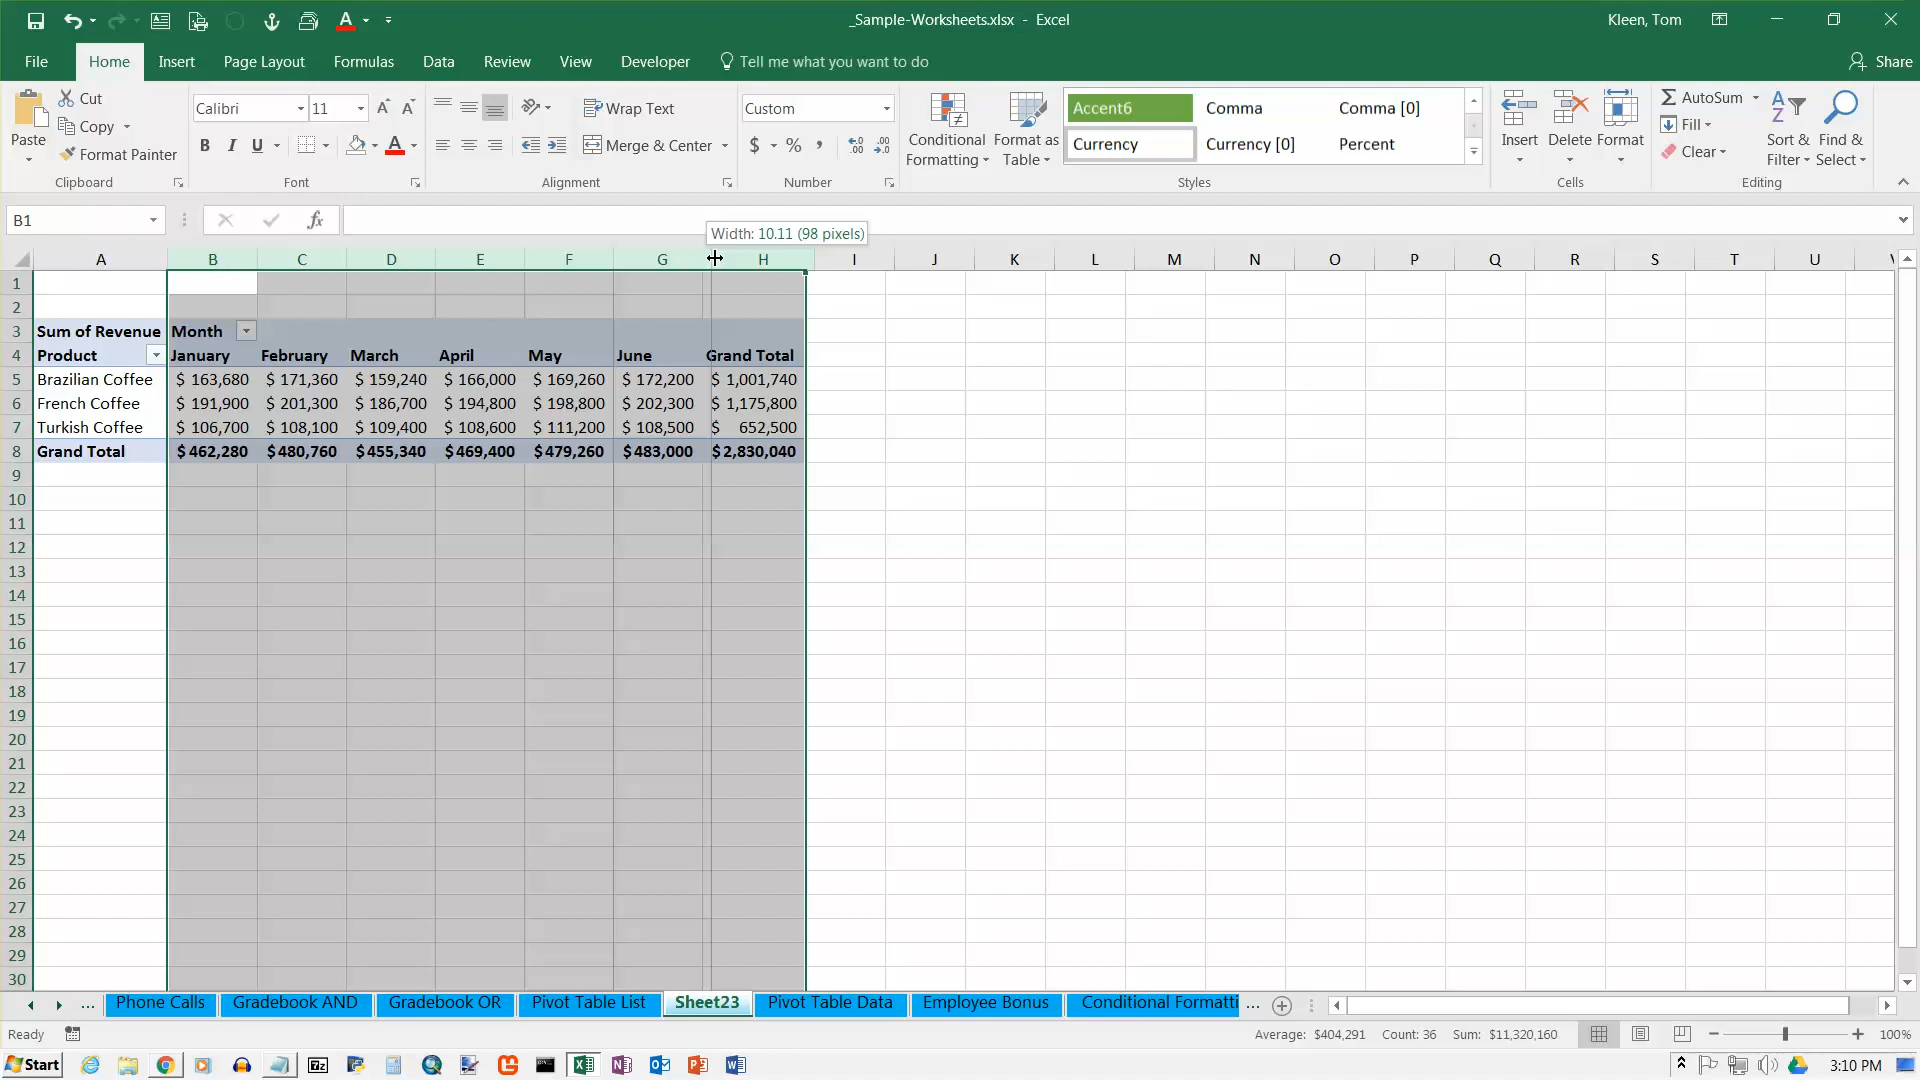 _Sample-Worksheets.xlsx - Excel
Kleen, Tom
File Home Insert Page Layout Formulas Data Review View Developer Tell me what you want to do Share
Paste
Cut
Copy
Format Painter
Clipboard
Calibri 11
B I U
Font
Wrap Text
Merge & Center
Alignment
Custom
$ % ,
Number
Conditional Formatting
Format as Table
Accent6 Comma Comma [0]
Currency Currency [0] Percent
Styles
Insert Delete Format
Cells
AutoSum
Fill
Clear
Sort & Filter
Find & Select
Editing
B1 fx
Width: 10.11 (98 pixels)
A B C D E F G H I J K L M N O P Q R S T U
1
2
3 Sum of Revenue Month
4 Product January February March April May June Grand Total
5 Brazilian Coffee $ 163,680 $ 171,360 $ 159,240 $ 166,000 $ 169,260 $ 172,200 $ 1,001,740
6 French Coffee $ 191,900 $ 201,300 $ 186,700 $ 194,800 $ 198,800 $ 202,300 $ 1,175,800
7 Turkish Coffee $ 106,700 $ 108,100 $ 109,400 $ 108,600 $ 111,200 $ 108,500 $ 652,500
8 Grand Total $ 462,280 $ 480,760 $ 455,340 $ 469,400 $ 479,260 $ 483,000 $ 2,830,040
9
10
11
12
13
14
15
16
17
18
19
20
21
22
23
24
25
26
27
28
29
30
... Phone Calls Gradebook AND Gradebook OR Pivot Table List Sheet23 Pivot Table Data Employee Bonus Conditional Formatti ...
Ready Average: $404,291 Count: 36 Sum: $11,320,160 100%
Start 3:10 PM